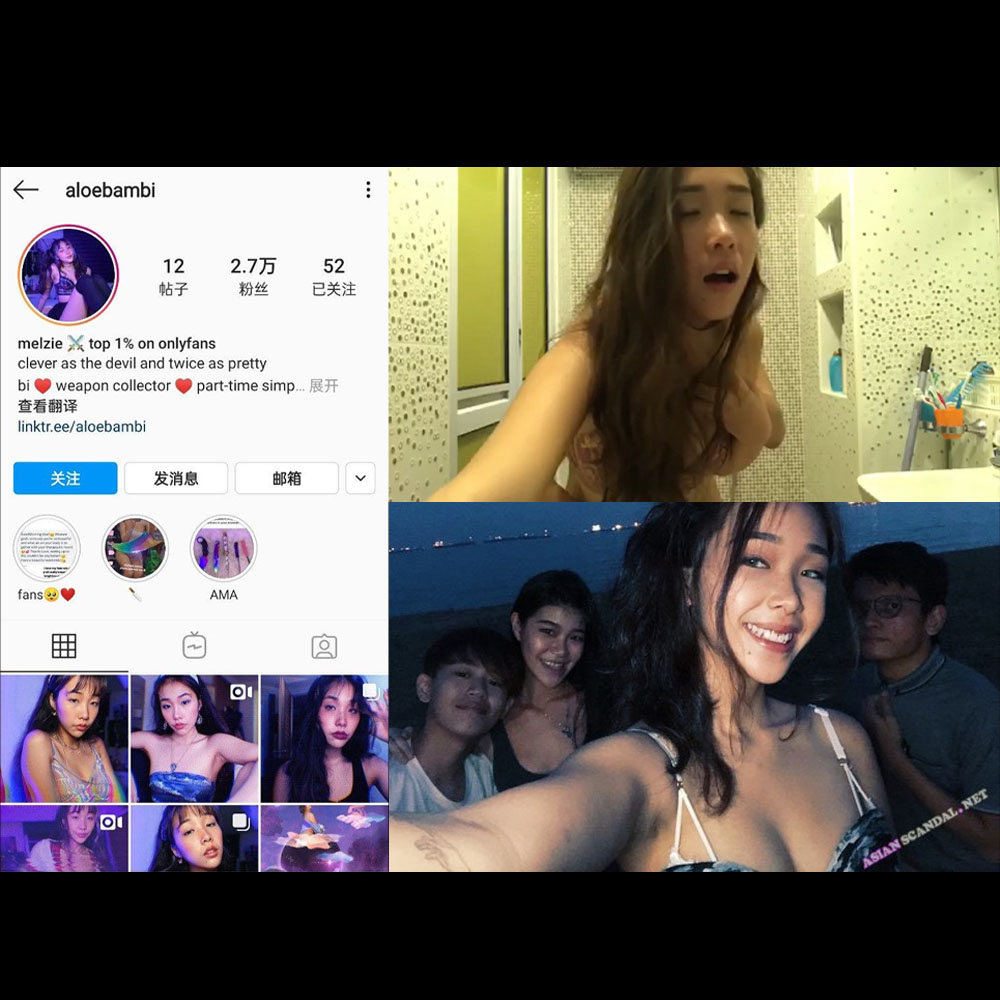 aloebambi
12
2.7万
52
帖子
粉丝
已关注
melzie ⚔️ top 1% on onlyfans
clever as the devil and twice as pretty
bi ♥️ weapon collector ♥️ part-time simp... 展开
查看翻译
linktr.ee/aloebambi
关注
发消息
邮箱
fans🥺♥️
🔪
AMA
ASIAN SCANDAL.NET